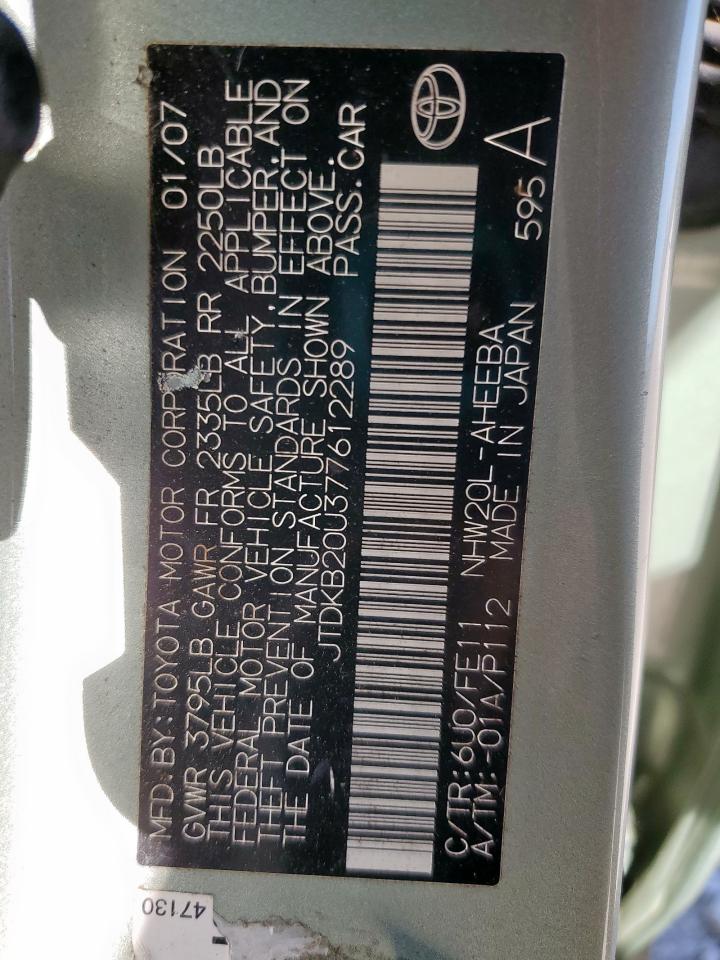 MFD.BY:TOYOTA MOTOR CORPORATION 01/07
GVWR 3795LB GAWR FR 2335LB RR 2250LB
THIS VEHICLE CONFORMS TO ALL APPLICABLE
FEDERAL MOTOR VEHICLE SAFETY,BUMPER,AND
THEFT PREVENTION STANDARDS IN EFFECT ON
THE DATE OF MANUFACTURE SHOWN ABOVE.
JTDKB20U377612289 PASS.CAR
C/TR:6U0/FE11 NHW20L-AHEEBA
A/TM:-01A/P112 MADE IN JAPAN 595 A
47130